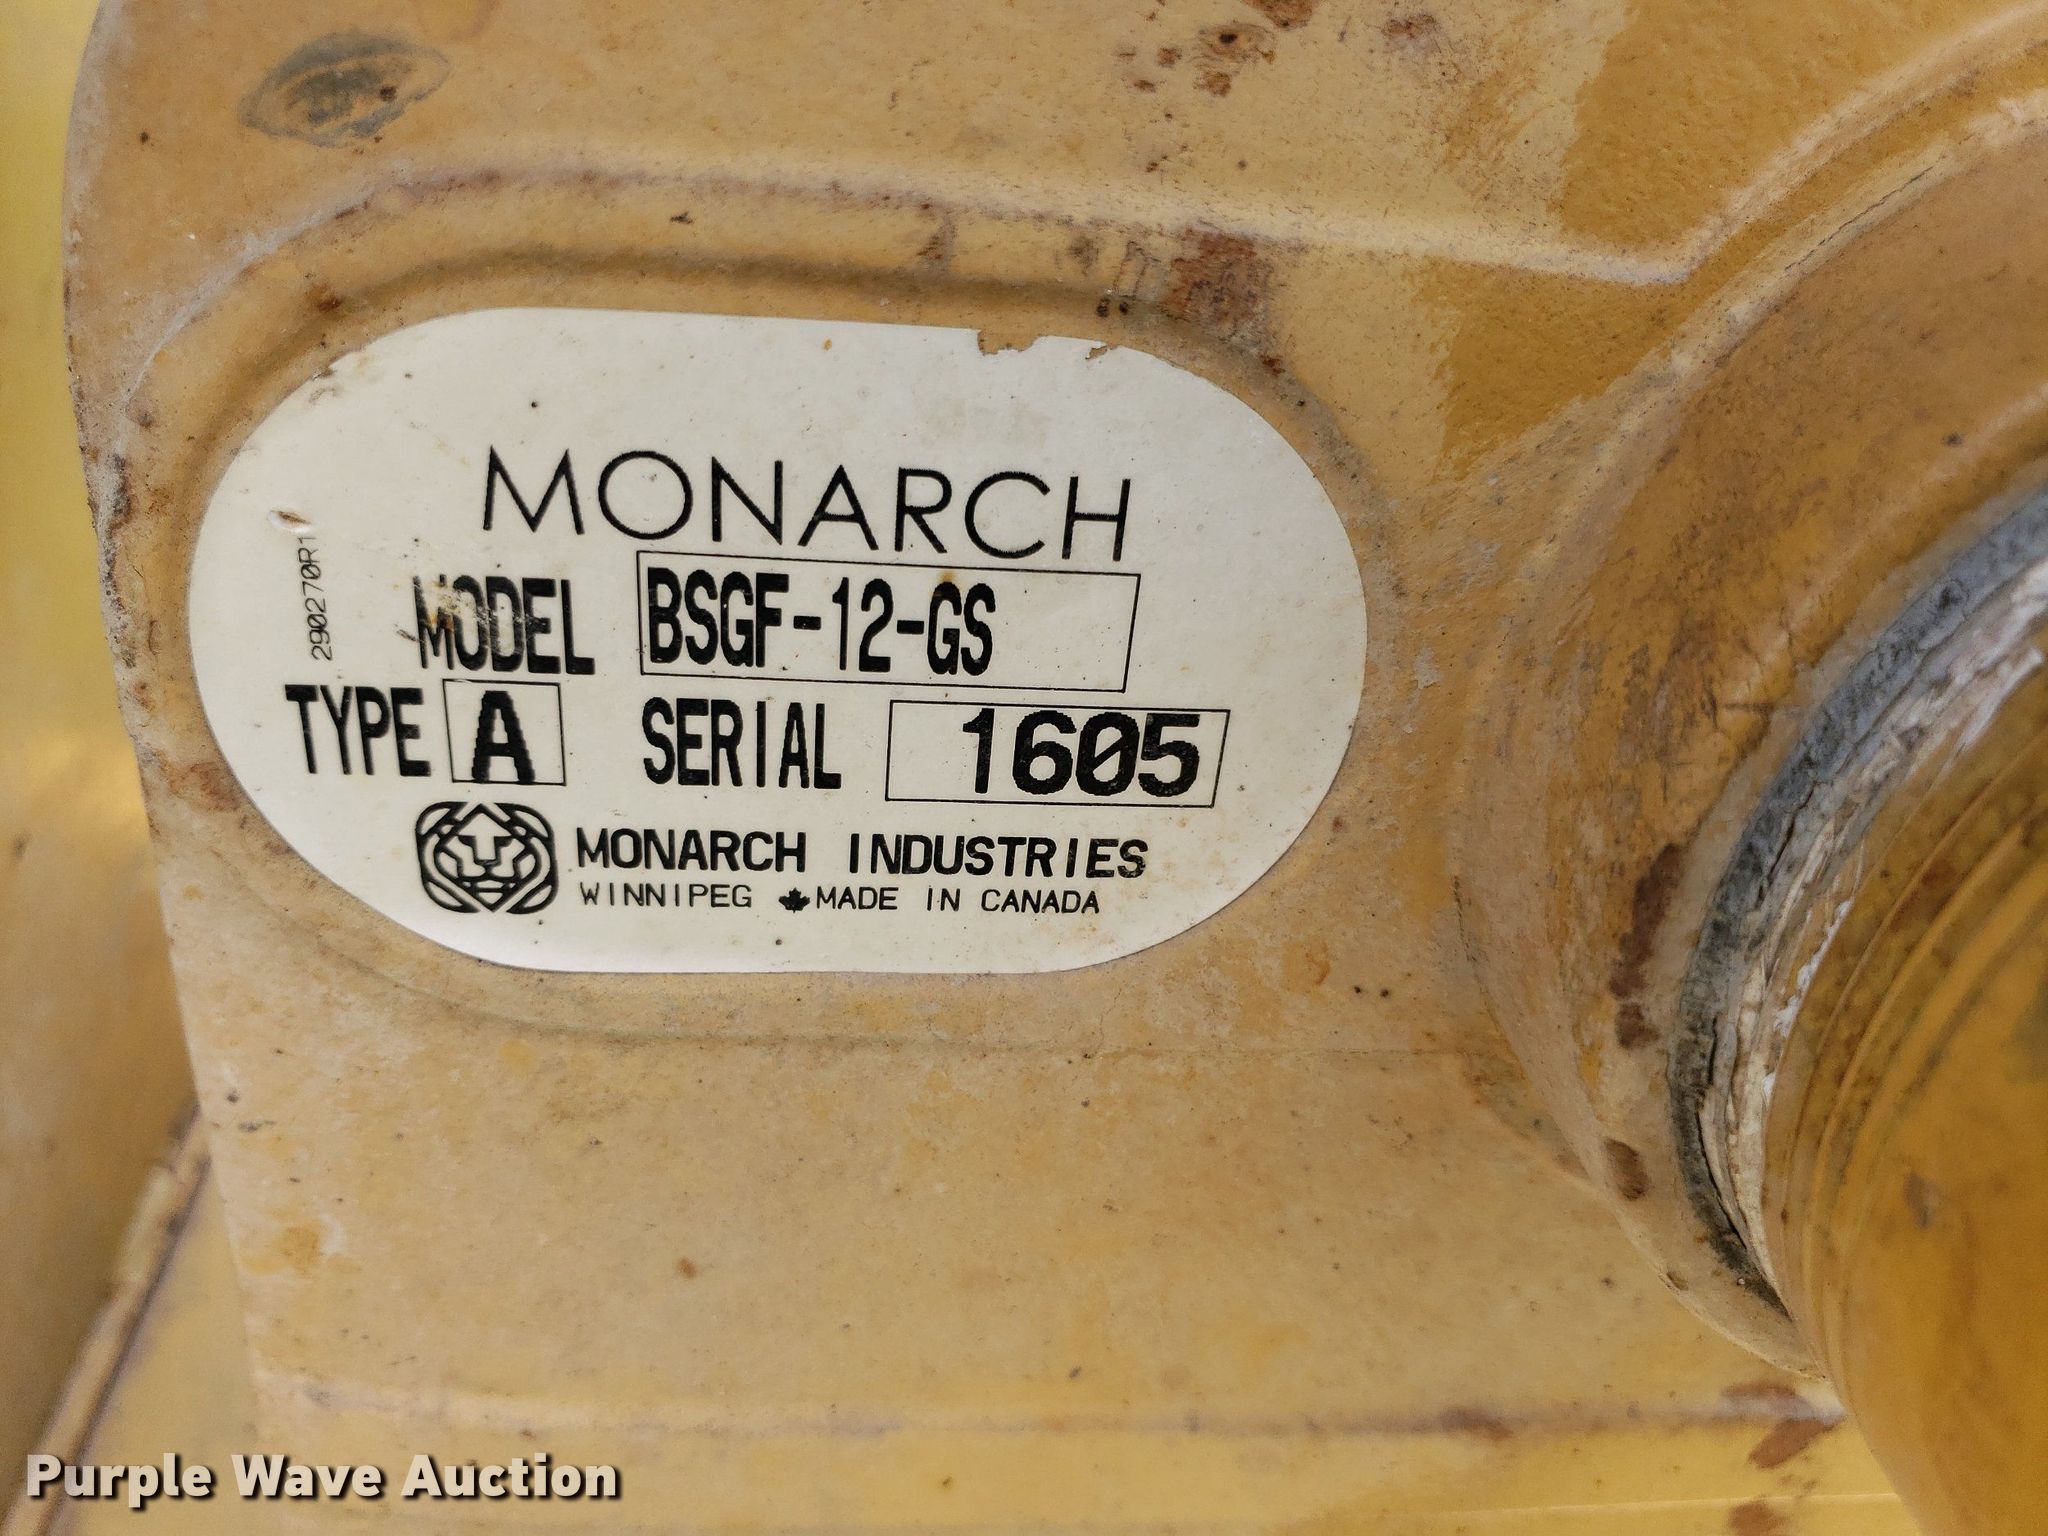 MONARCH
290270R1
MODEL BSGF-12-GS
TYPE A SERIAL 1605
MONARCH INDUSTRIES
WINNIPEG MADE IN CANADA
Purple Wave Auction